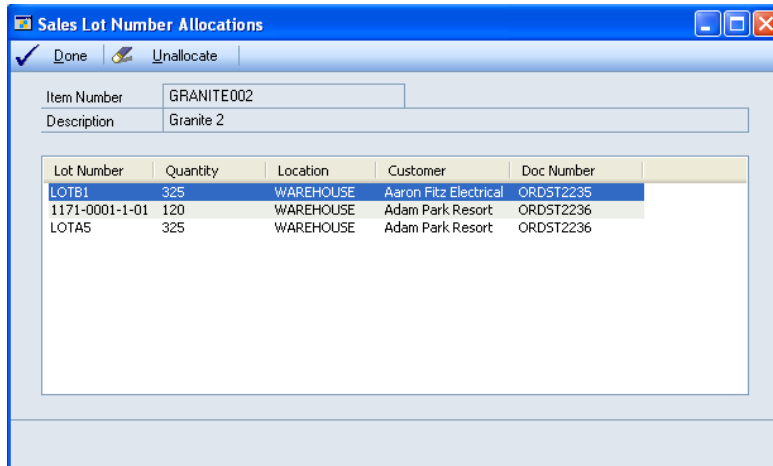 Sales Lot Number Allocations
Done Unallocate
Item Number GRANITE002
Description Granite 2
Lot Number Quantity Location Customer Doc Number
LOTB1 325 WAREHOUSE Aaron Fitz Electrical ORDST2235
1171-0001-1-01 120 WAREHOUSE Adam Park Resort ORDST2236
LOTA5 325 WAREHOUSE Adam Park Resort ORDST2236